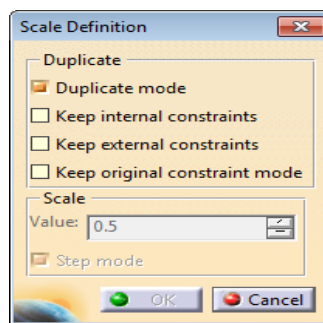 Scale Definition
Duplicate
Duplicate mode
Keep internal constraints
Keep external constraints
Keep original constraint mode
Scale
Value: 0.5
Step mode
OK Cancel